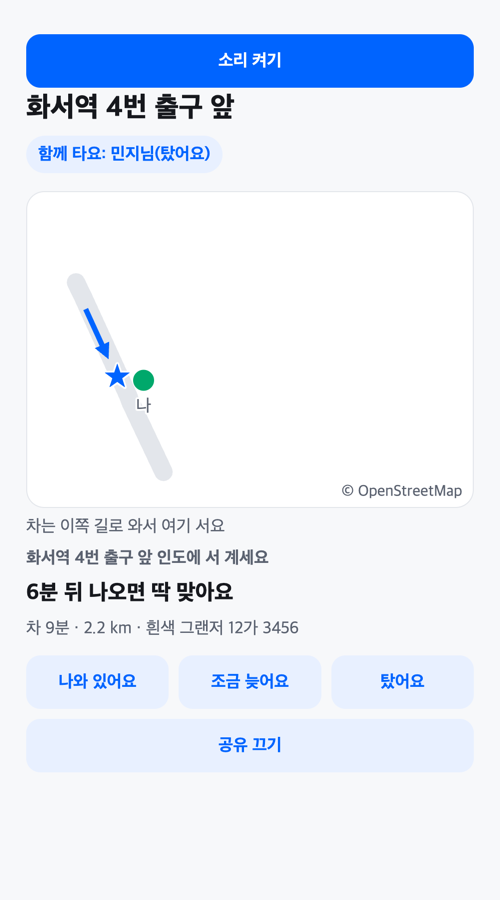 소리 켜기
화서역 4번 출구 앞
함께 타요: 민지님(탔어요)
나
© OpenStreetMap
차는 이쪽 길로 와서 여기 서요
화서역 4번 출구 앞 인도에 서 계세요
6분 뒤 나오면 딱 맞아요
차 9분 · 2.2 km · 흰색 그랜저 12가 3456
나와 있어요 조금 늦어요 탔어요
공유 끄기